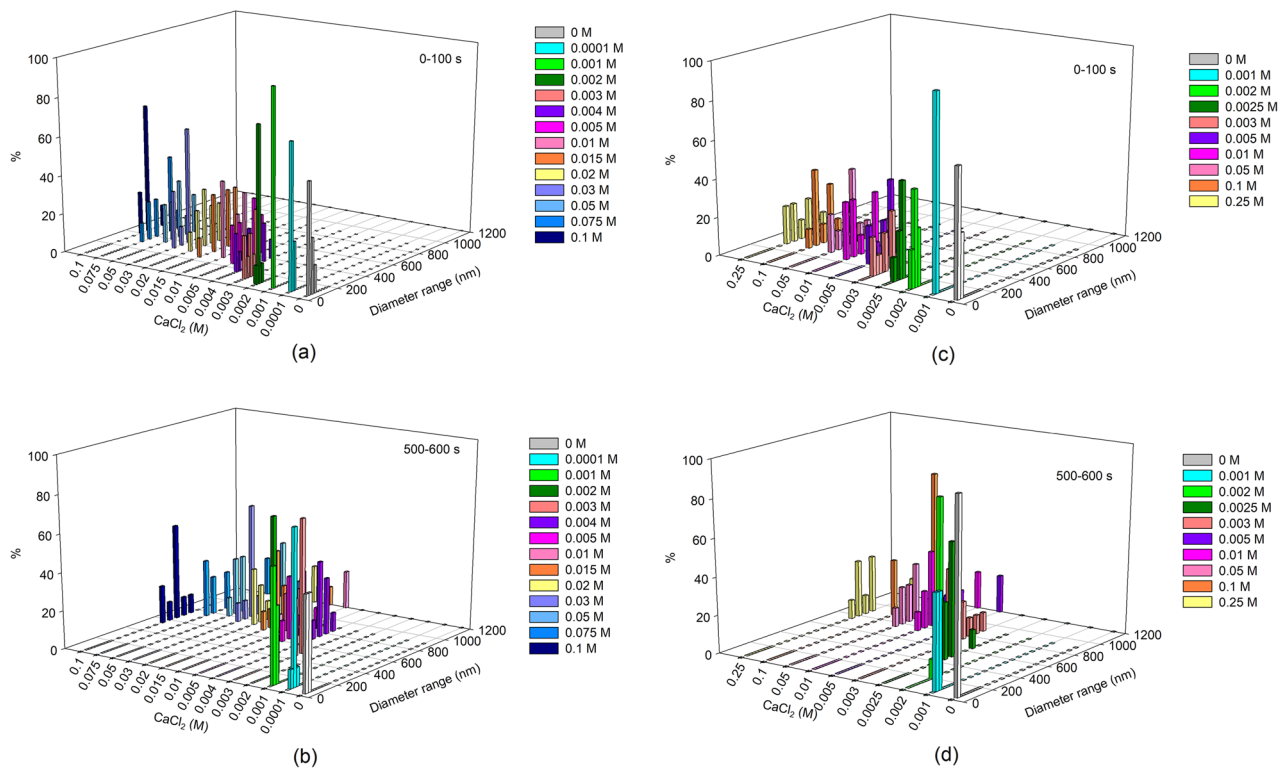 0-100 s
%
100
80
60
40
20
0
0.1
0.075
0.05
0.03
0.02
0.015
0.01
0.005
0.004
0.003
0.002
0.001
0.0001
0
CaCl₂ (M)
0
200
400
600
800
1000
1200
Diameter range (nm)
0 M
0.0001 M
0.001 M
0.002 M
0.003 M
0.004 M
0.005 M
0.01 M
0.015 M
0.02 M
0.03 M
0.05 M
0.075 M
0.1 M
(a)
0-100 s
%
100
80
60
40
20
0
0.25
0.1
0.05
0.01
0.005
0.003
0.0025
0.002
0.001
0
CaCl₂ (M)
0
200
400
600
800
1000
1200
Diameter range (nm)
0 M
0.001 M
0.002 M
0.0025 M
0.003 M
0.005 M
0.01 M
0.05 M
0.1 M
0.25 M
(c)
500-600 s
%
100
80
60
40
20
0
0.1
0.075
0.05
0.03
0.02
0.015
0.01
0.005
0.004
0.003
0.002
0.001
0.0001
0
CaCl₂ (M)
0
200
400
600
800
1000
1200
Diameter range (nm)
0 M
0.0001 M
0.001 M
0.002 M
0.003 M
0.004 M
0.005 M
0.01 M
0.015 M
0.02 M
0.03 M
0.05 M
0.075 M
0.1 M
(b)
500-600 s
%
100
80
60
40
20
0
0.25
0.1
0.05
0.01
0.005
0.003
0.0025
0.002
0.001
0
CaCl₂ (M)
0
200
400
600
800
1000
1200
Diameter range (nm)
0 M
0.001 M
0.002 M
0.0025 M
0.003 M
0.005 M
0.01 M
0.05 M
0.1 M
0.25 M
(d)